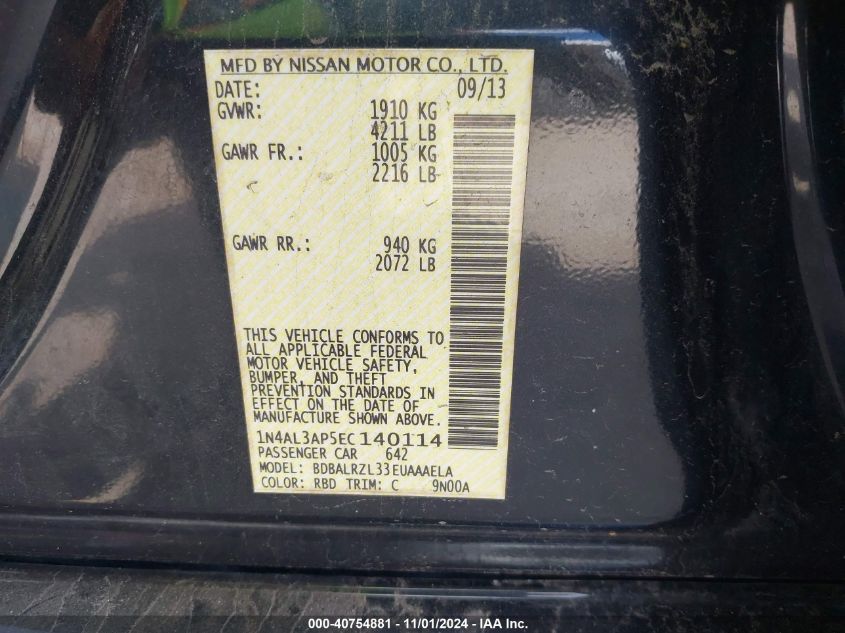 MFD BY NISSAN MOTOR CO., LTD.
DATE: 09/13
GVWR: 1910 KG
4211 LB
GAWR FR.: 1005 KG
2216 LB
GAWR RR.: 940 KG
2072 LB
THIS VEHICLE CONFORMS TO
ALL APPLICABLE FEDERAL
MOTOR VEHICLE SAFETY,
BUMPER, AND THEFT
PREVENTION STANDARDS IN
EFFECT ON THE DATE OF
MANUFACTURE SHOWN ABOVE.
1N4AL3AP5EC140114
PASSENGER CAR 642
MODEL: BDBALRZL33EUAAAELA
COLOR: RBD TRIM: C 9N00A
000-40754881 - 11/01/2024 - IAA Inc.